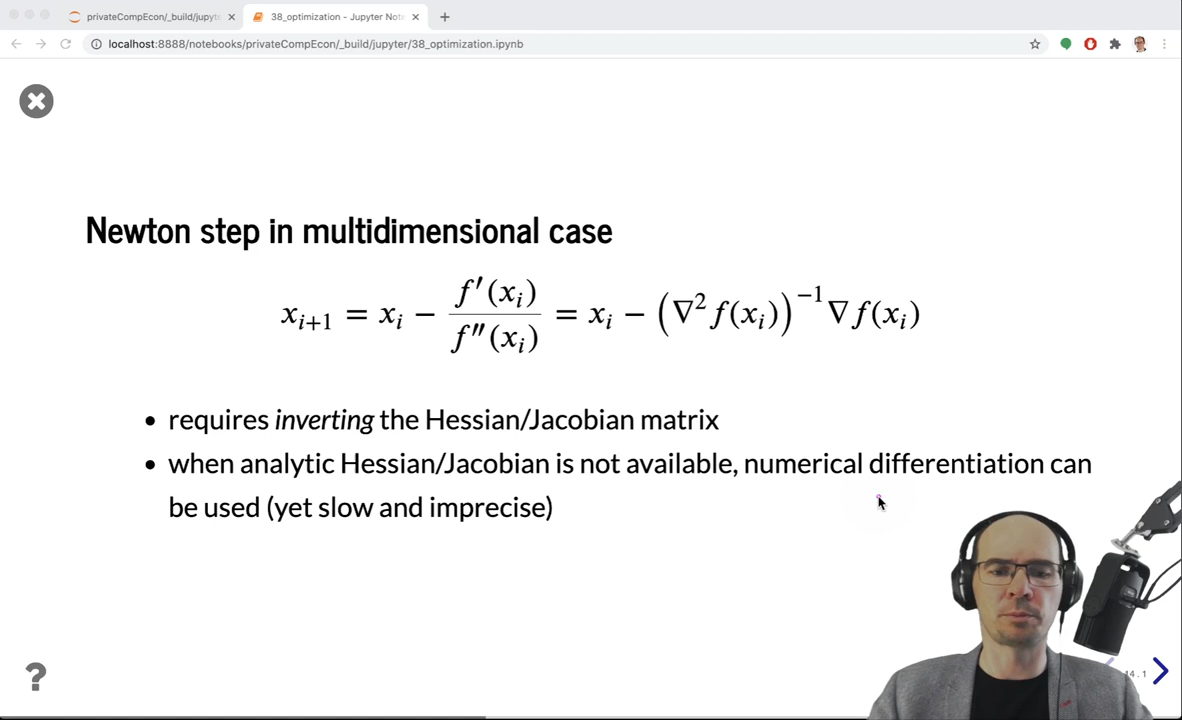 privateCompEcon/_build/jupyte
38_optimization - Jupyter Note
localhost:8888/notebooks/privateCompEcon/_build/jupyter/38_optimization.ipynb
Newton step in multidimensional case
x_{i+1} = x_i − f′(x_i) / f″(x_i) = x_i − (∇²f(x_i))⁻¹ ∇f(x_i)
• requires inverting the Hessian/Jacobian matrix
• when analytic Hessian/Jacobian is not available, numerical differentiation can
be used (yet slow and imprecise)
?
14.1